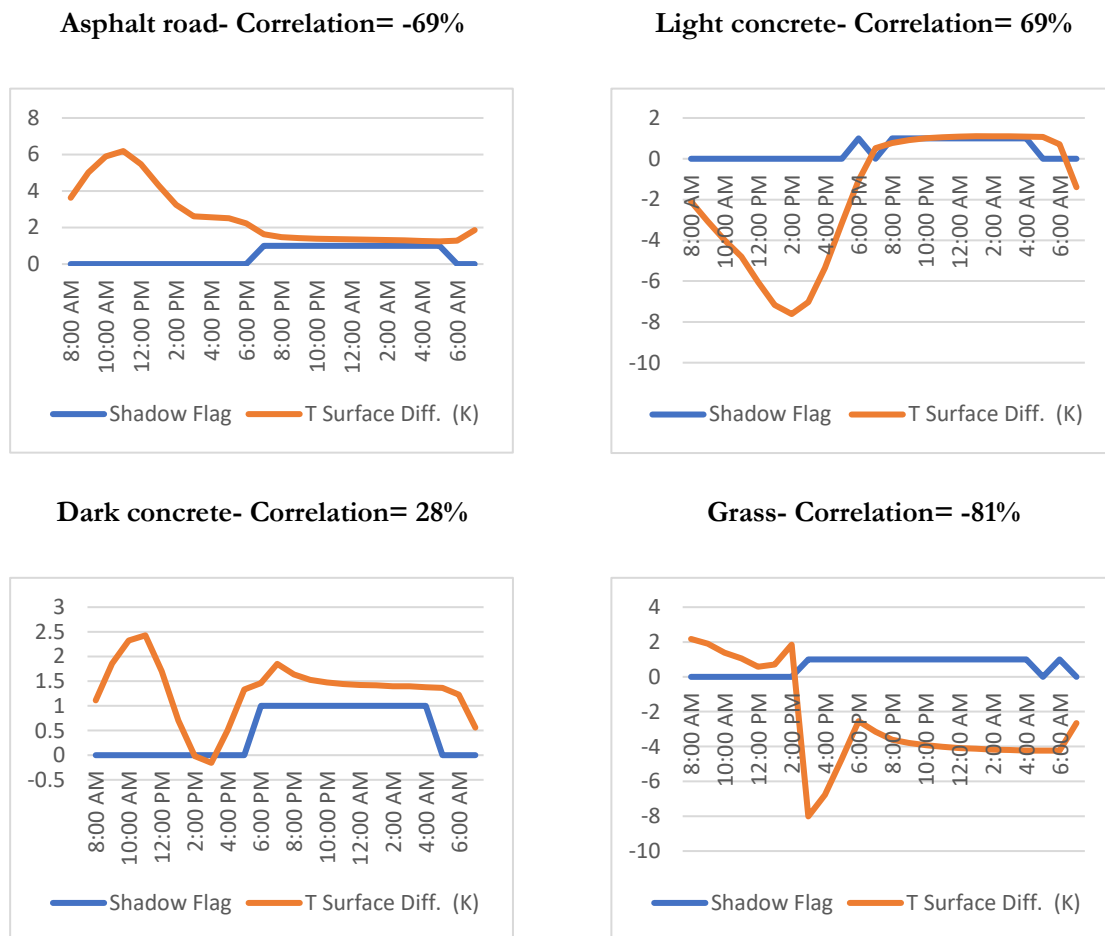 Asphalt road- Correlation= -69%
8
6
4
2
0
8:00 AM
10:00 AM
12:00 PM
2:00 PM
4:00 PM
6:00 PM
8:00 PM
10:00 PM
12:00 AM
2:00 AM
4:00 AM
6:00 AM
Shadow Flag
T Surface Diff. (K)
Light concrete- Correlation= 69%
2
0
-2
-4
-6
-8
-10
8:00 AM
10:00 AM
12:00 PM
2:00 PM
4:00 PM
6:00 PM
8:00 PM
10:00 PM
12:00 AM
2:00 AM
4:00 AM
6:00 AM
Shadow Flag
T Surface Diff. (K)
Dark concrete- Correlation= 28%
3
2.5
2
1.5
1
0.5
0
-0.5
8:00 AM
10:00 AM
12:00 PM
2:00 PM
4:00 PM
6:00 PM
8:00 PM
10:00 PM
12:00 AM
2:00 AM
4:00 AM
6:00 AM
Shadow Flag
T Surface Diff. (K)
Grass- Correlation= -81%
4
2
0
-2
-4
-6
-8
-10
8:00 AM
10:00 AM
12:00 PM
2:00 PM
4:00 PM
6:00 PM
8:00 PM
10:00 PM
12:00 AM
2:00 AM
4:00 AM
6:00 AM
Shadow Flag
T Surface Diff. (K)